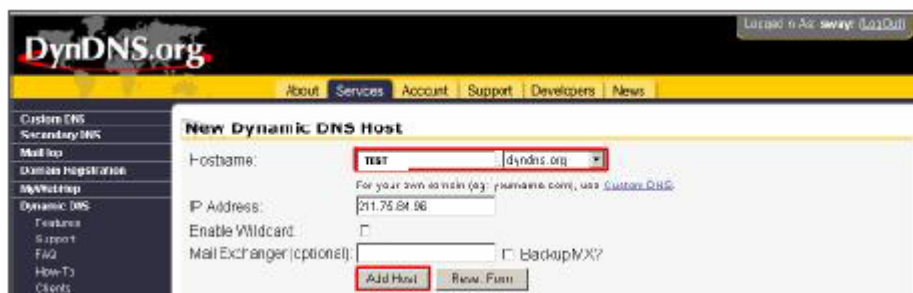 Logged In As: sway! (LogOut)
DynDNS.org
About Services Account Support Developers News
Custom DNS
Secondary DNS
MailHop
Domain Registration
MyWebHop
Dynamic DNS
Features
Support
FAQ
How-To
Clients
New Dynamic DNS Host
Hostname: TEST .dyndns.org
For your own domain (eg: yourname.com), use Custom DNS.
IP Address: 211.75.84.96
Enable Wildcard:
Mail Exchanger (optional): Backup MX?
Add Host Reset Form